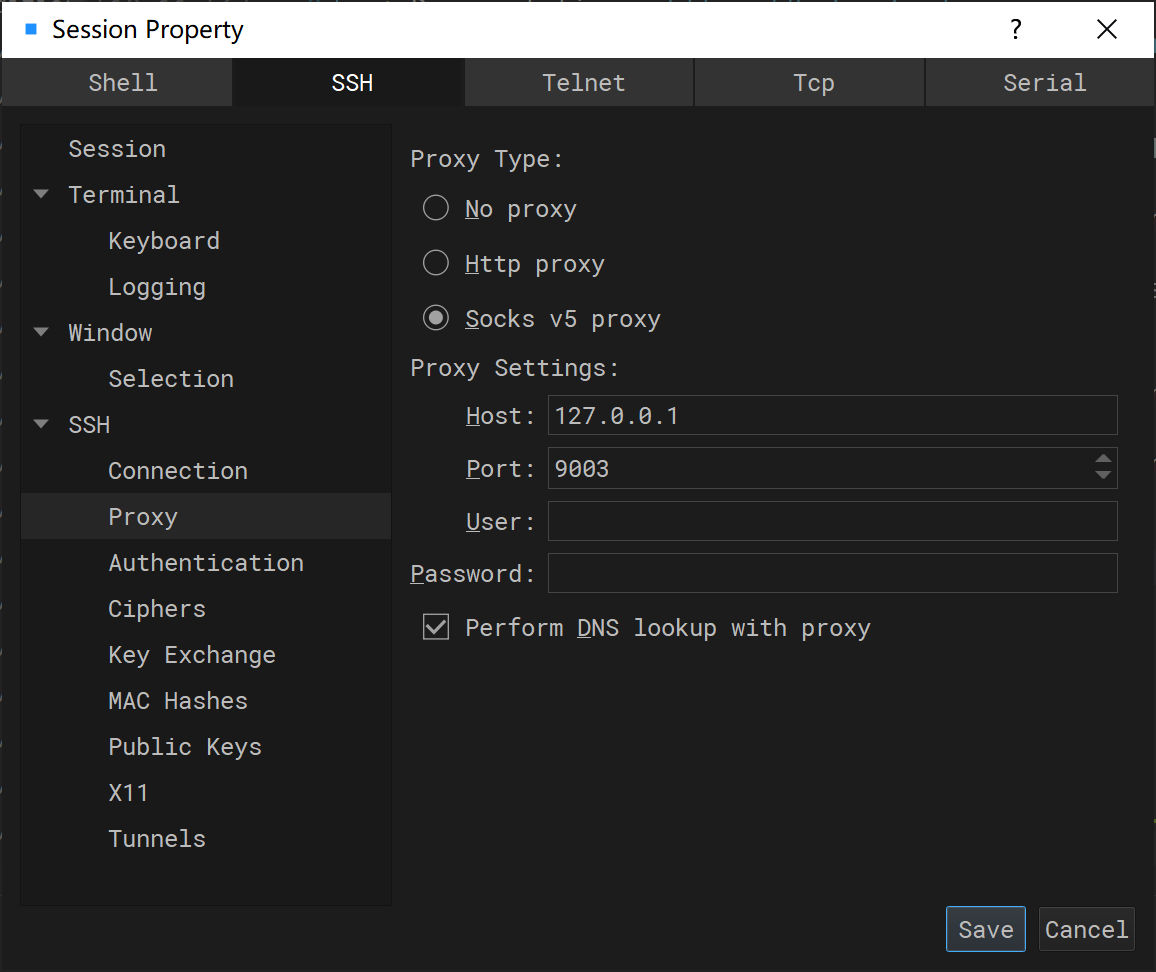 Session Property ?
Shell SSH Telnet Tcp Serial
Session
Terminal
Keyboard
Logging
Window
Selection
SSH
Connection
Proxy
Authentication
Ciphers
Key Exchange
MAC Hashes
Public Keys
X11
Tunnels
Proxy Type:
No proxy
Http proxy
Socks v5 proxy
Proxy Settings:
Host: 127.0.0.1
Port: 9003
User:
Password:
Perform DNS lookup with proxy
Save Cancel